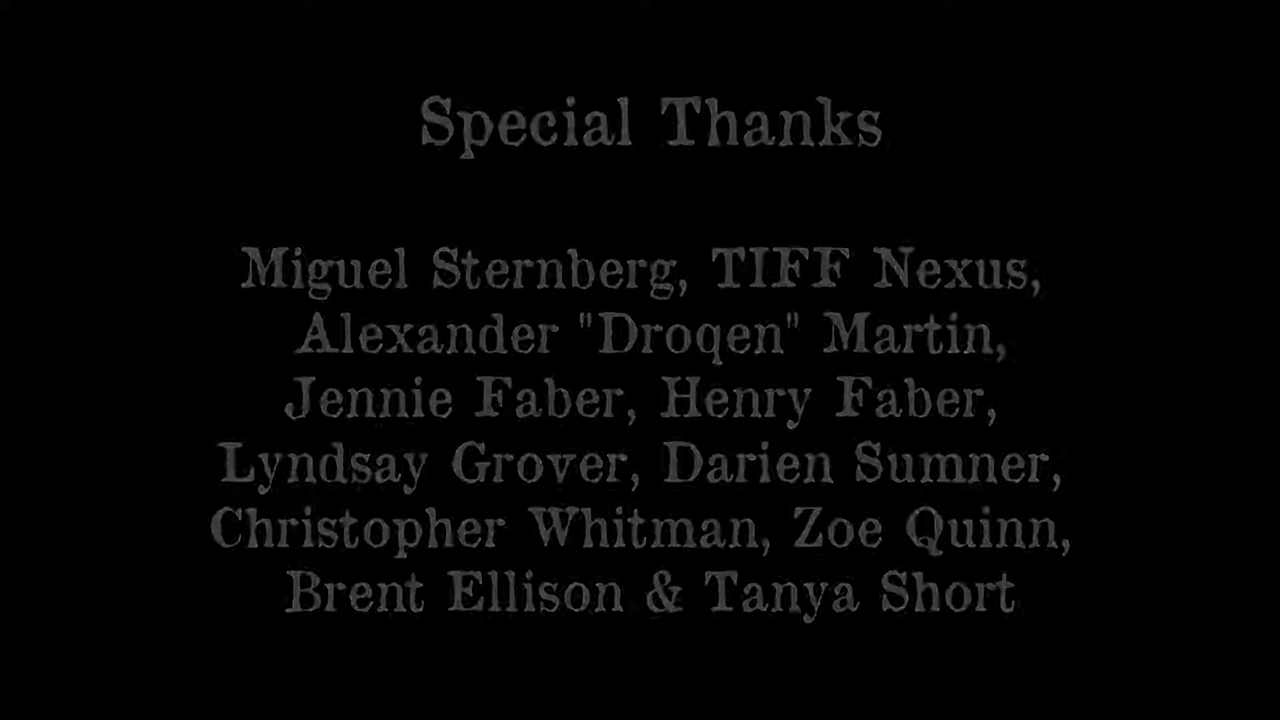 Special Thanks
Miguel Sternberg, TIFF Nexus,
Alexander "Droqen" Martin,
Jennie Faber, Henry Faber,
Lyndsay Grover, Darien Sumner,
Christopher Whitman, Zoe Quinn,
Brent Ellison & Tanya Short